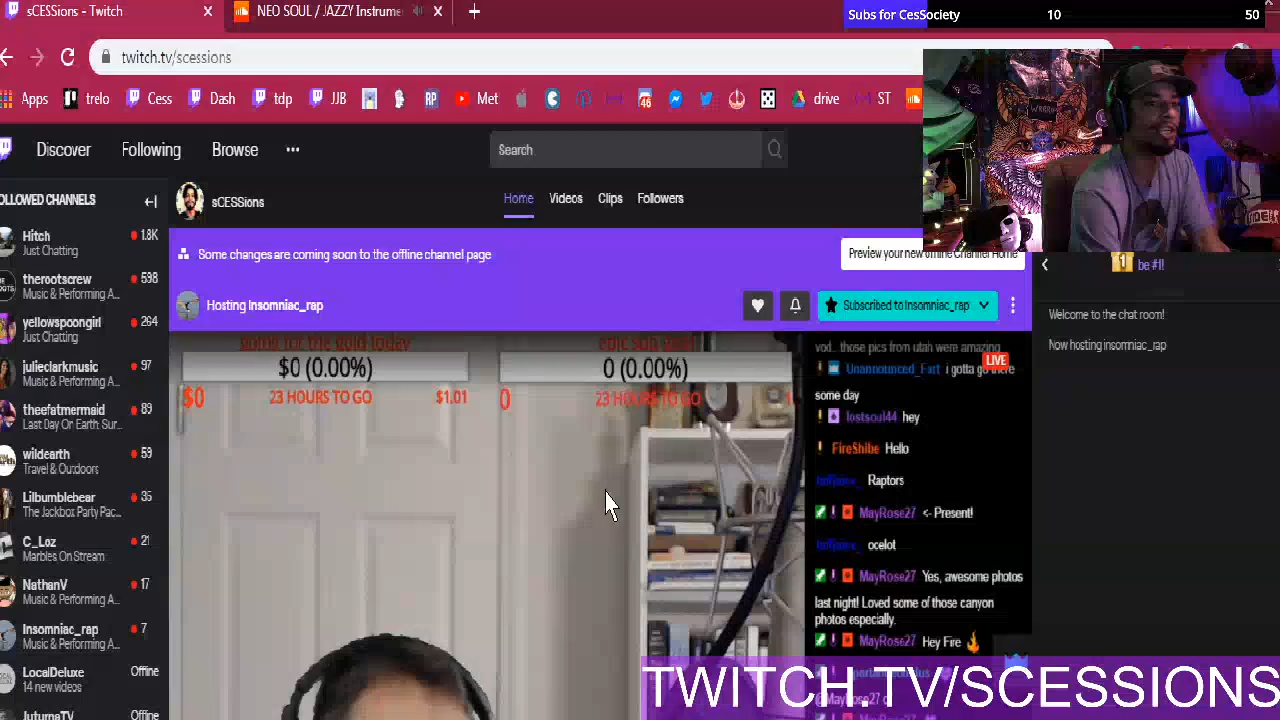 sCESSions - Twitch
NEO SOUL / JAZZY Instrume
Subs for CesSociety 10 50
twitch.tv/scessions
Apps trelo Cess Dash tdp JJB RP Met 46 drive ST
Discover Following Browse Search
FOLLOWED CHANNELS
sCESSions Home Videos Clips Followers
Hitch 1.8K
Just Chatting
therootscrew 538
Music & Performing A...
yellowspoongirl 264
Just Chatting
julieclarkmusic 97
Music & Performing A...
theefatmermaid 89
Last Day On Earth: Sur...
wildearth 59
Travel & Outdoors
Lilbumblebear 35
The Jackbox Party Pac...
C_Loz 21
Marbles On Stream
NathanV 17
Music & Performing A...
Insomniac_rap 7
Music & Performing A...
LocalDeluxe Offline
14 new videos
JuturnaTV Offline
Some changes are coming soon to the offline channel page
Preview your new offline Channel Home
Hosting Insomniac_rap
Subscribed to Insomniac_rap
$0 (0.00%)
$0 23 HOURS TO GO $1.01
0 (0.00%)
0 23 HOURS TO GO
LIVE
vod...those pics from utah were amazing
Unannounced_Fart i gotta go there
some day
lostsoul44 hey
FireShibe Hello
Raptors
MayRose27 <- Present!
ocelot
MayRose27 Yes, awesome photos
last night! Loved some of those canyon
photos especially.
MayRose27 Hey Fire
@MayRose27
1 be #1!
Welcome to the chat room!
Now hosting insomniac_rap
TWITCH.TV/SCESSIONS